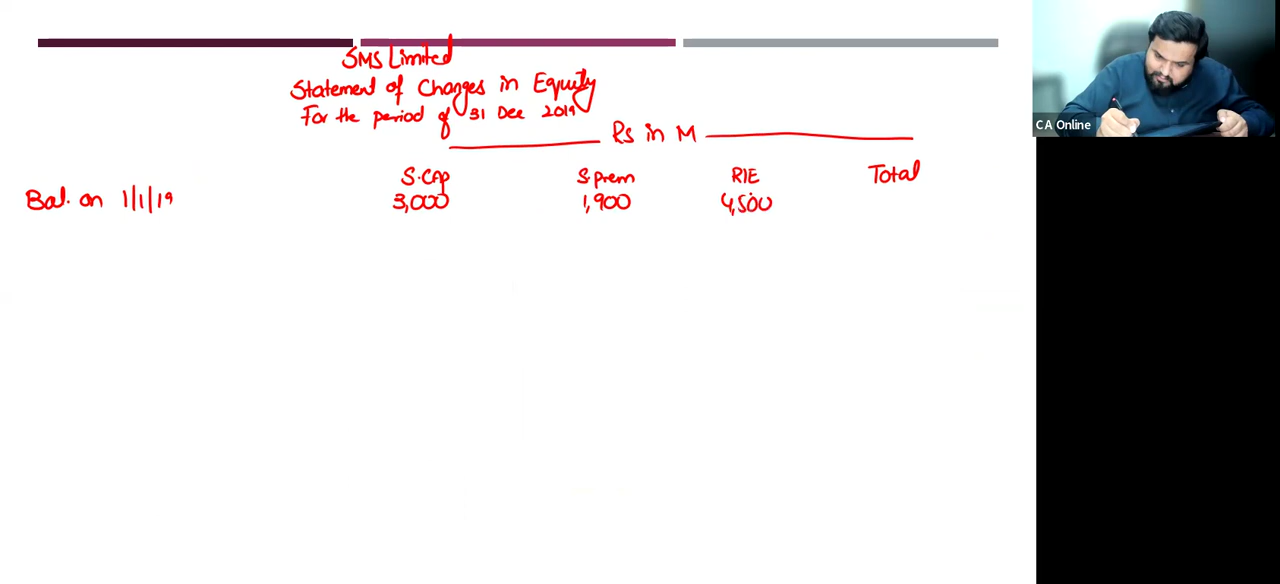 SMS Limited
Statement of Changes in Equity
For the period of 31 Dec 2019
Rs in M
S.Cap S.prem R/E Total
Bal. on 1/1/19 3,000 1,900 4,500
CA Online